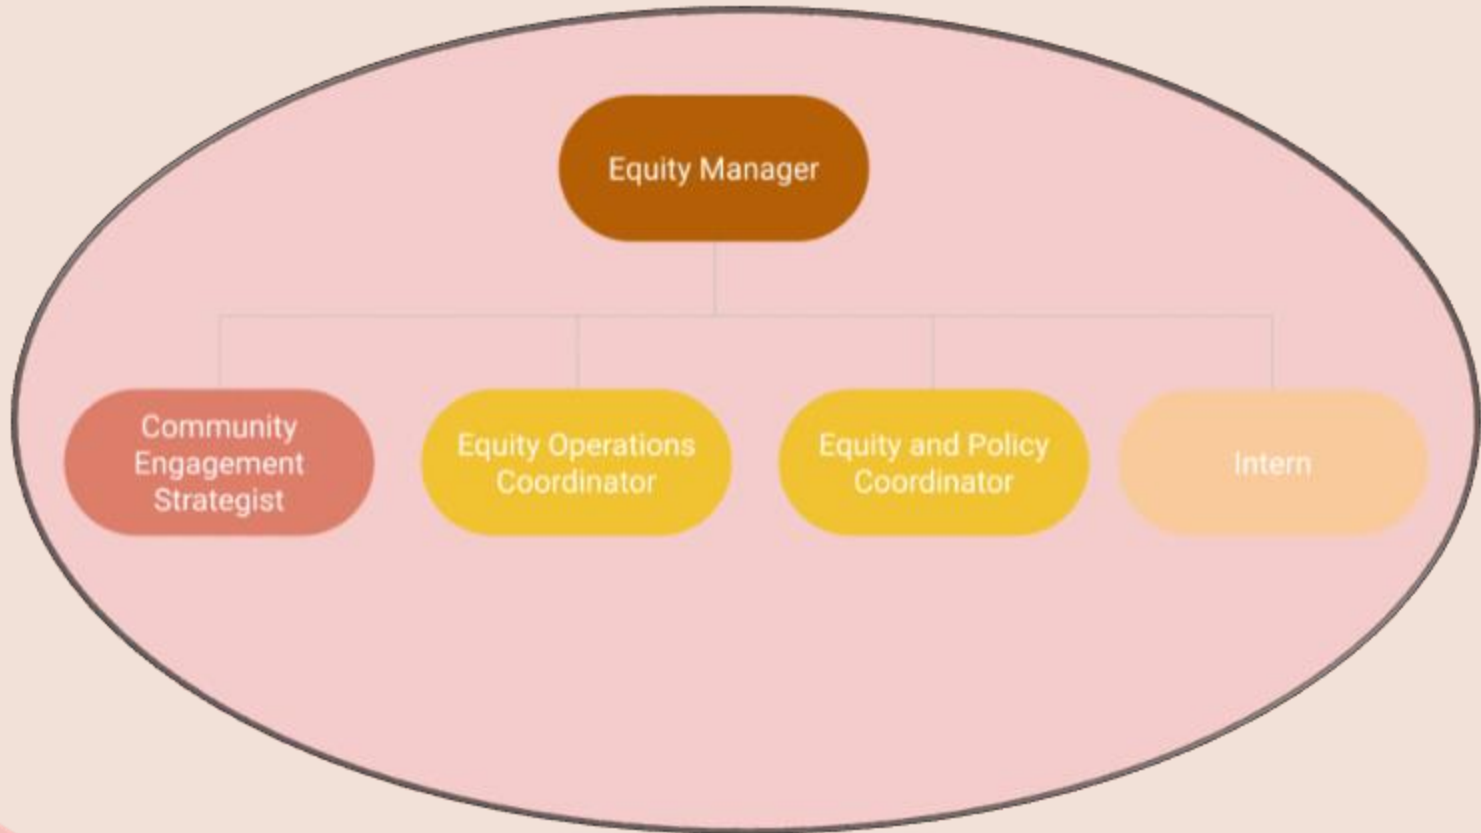 Equity Manager
Community
Engagement
Strategist
Equity Operations
Coordinator
Equity and Policy
Coordinator
Intern